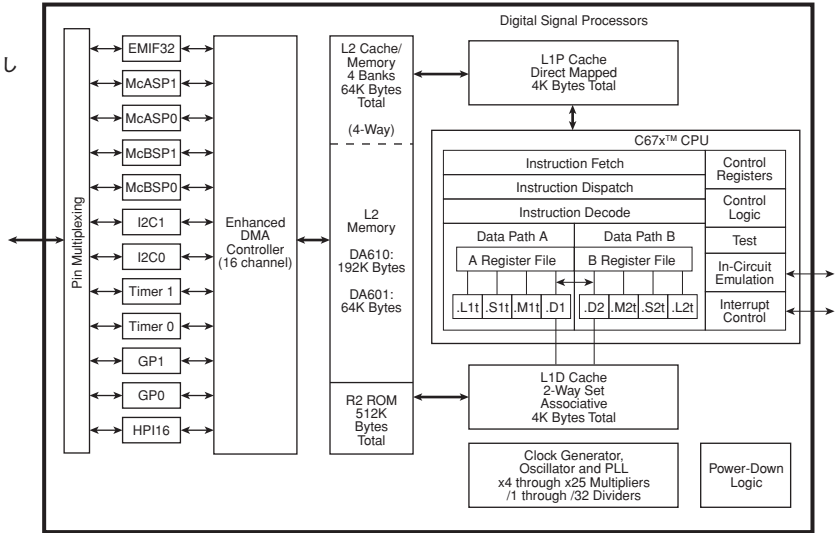 Digital Signal Processors
し
Pin Multiplexing
EMIF32
McASP1
McASP0
McBSP1
McBSP0
I2C1
I2C0
Timer 1
Timer 0
GP1
GP0
HPI16
Enhanced
DMA
Controller
(16 channel)
L2 Cache/
Memory
4 Banks
64K Bytes
Total
(4-Way)
L2
Memory
DA610:
192K Bytes
DA601:
64K Bytes
R2 ROM
512K
Bytes
Total
L1P Cache
Direct Mapped
4K Bytes Total
C67x™ CPU
Instruction Fetch
Instruction Dispatch
Instruction Decode
Data Path A
Data Path B
A Register File
B Register File
.L1t .S1t .M1t .D1
.D2 .M2t .S2t .L2t
Control
Registers
Control
Logic
Test
In-Circuit
Emulation
Interrupt
Control
L1D Cache
2-Way Set
Associative
4K Bytes Total
Clock Generator,
Oscillator and PLL
x4 through x25 Multipliers
/1 through /32 Dividers
Power-Down
Logic